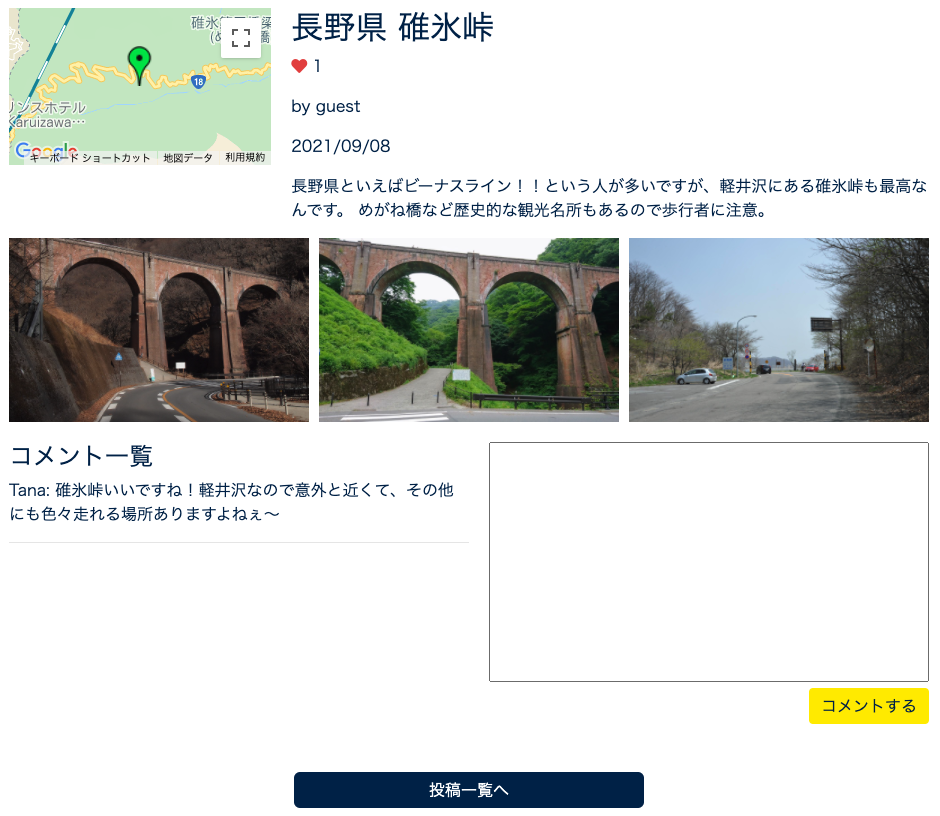 碓氷
長野県 碓氷峠
1
18
by guest
リンスホテル
Karuizawa…
2021/09/08
Google
キーボード ショートカット 地図データ 利用規約
長野県といえばビーナスライン！！という人が多いですが、軽井沢にある碓氷峠も最高な
んです。 めがね橋など歴史的な観光名所もあるので歩行者に注意。
コメント一覧
Tana: 碓氷峠いいですね！軽井沢なので意外と近くて、その他
にも色々走れる場所ありますよねぇ〜
コメントする
投稿一覧へ